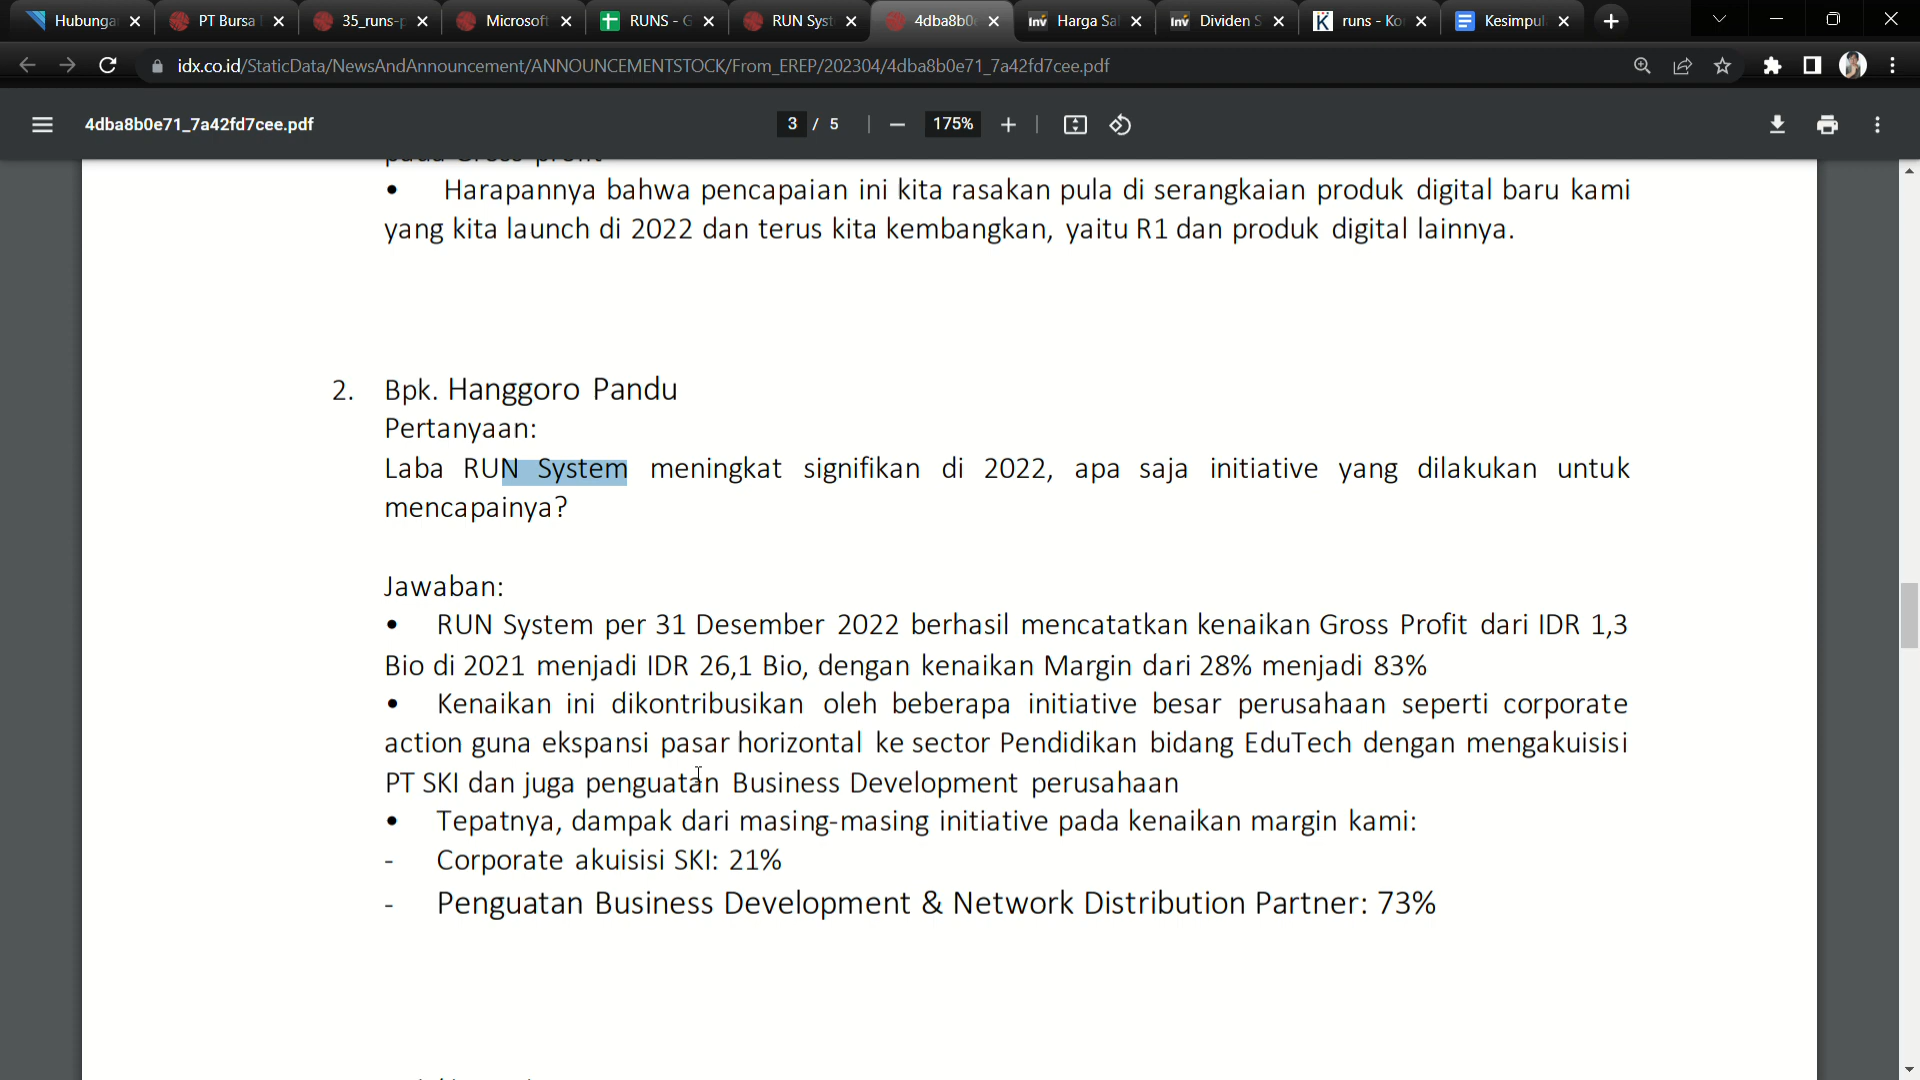 Hubunga
PT Bursa
35_runs-p
Microsoft
RUNS - G
RUN Syst
4dba8b0
Harga Sa
Dividen S
runs - Ko
Kesimpul
idx.co.id/StaticData/NewsAndAnnouncement/ANNOUNCEMENTSTOCK/From_EREP/202304/4dba8b0e71_7a42fd7cee.pdf
4dba8b0e71_7a42fd7cee.pdf
3 / 5
175%
pada Gross profit
• Harapannya bahwa pencapaian ini kita rasakan pula di serangkaian produk digital baru kami
yang kita launch di 2022 dan terus kita kembangkan, yaitu R1 dan produk digital lainnya.
2. Bpk. Hanggoro Pandu
Pertanyaan:
Laba RUN System meningkat signifikan di 2022, apa saja initiative yang dilakukan untuk
mencapainya?
Jawaban:
• RUN System per 31 Desember 2022 berhasil mencatatkan kenaikan Gross Profit dari IDR 1,3
Bio di 2021 menjadi IDR 26,1 Bio, dengan kenaikan Margin dari 28% menjadi 83%
• Kenaikan ini dikontribusikan oleh beberapa initiative besar perusahaan seperti corporate
action guna ekspansi pasar horizontal ke sector Pendidikan bidang EduTech dengan mengakuisisi
PT SKI dan juga penguatan Business Development perusahaan
• Tepatnya, dampak dari masing-masing initiative pada kenaikan margin kami:
- Corporate akuisisi SKI: 21%
- Penguatan Business Development & Network Distribution Partner: 73%